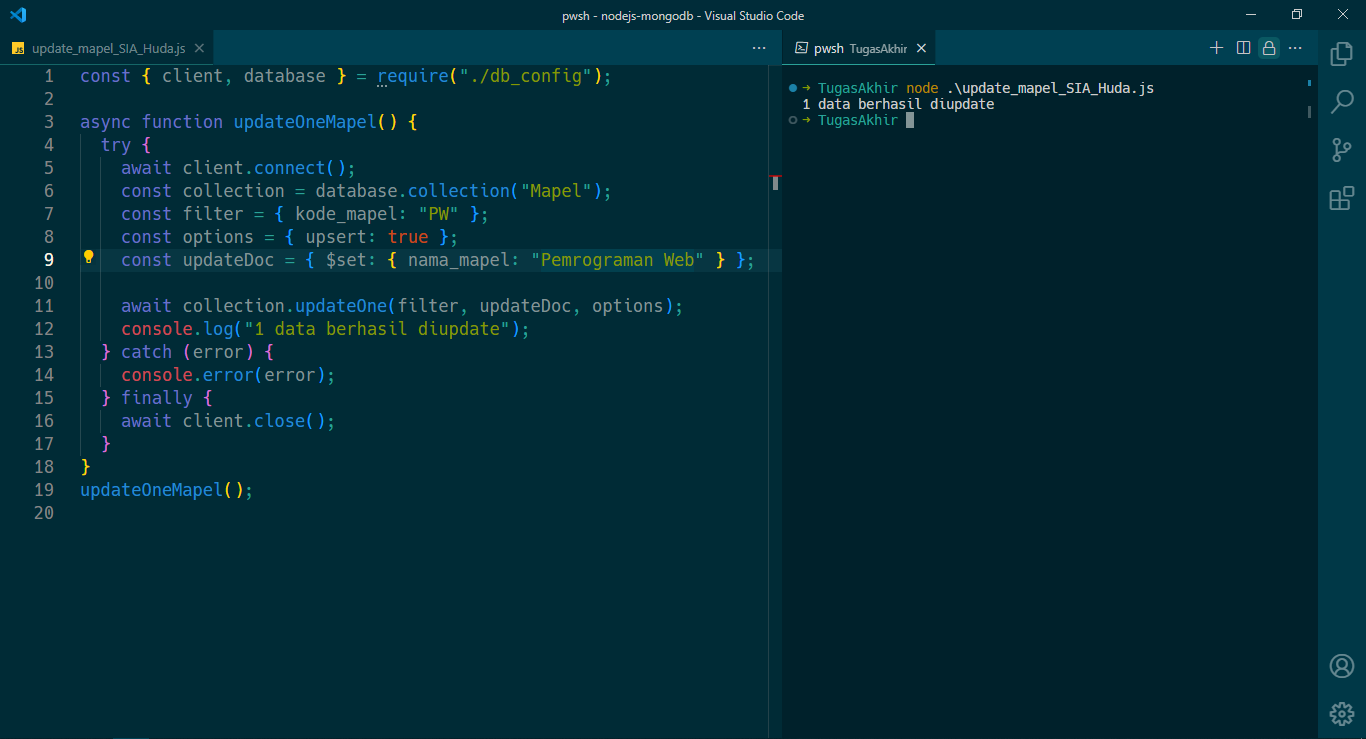 pwsh - nodejs-mongodb - Visual Studio Code
JS update_mapel_SIA_Huda.js
1 const { client, database } = require("./db_config");
2
3 async function updateOneMapel() {
4 try {
5 await client.connect();
6 const collection = database.collection("Mapel");
7 const filter = { kode_mapel: "PW" };
8 const options = { upsert: true };
9 const updateDoc = { $set: { nama_mapel: "Pemrograman Web" } };
10
11 await collection.updateOne(filter, updateDoc, options);
12 console.log("1 data berhasil diupdate");
13 } catch (error) {
14 console.error(error);
15 } finally {
16 await client.close();
17 }
18 }
19 updateOneMapel();
20
pwsh TugasAkhir
→ TugasAkhir node .\update_mapel_SIA_Huda.js
1 data berhasil diupdate
→ TugasAkhir